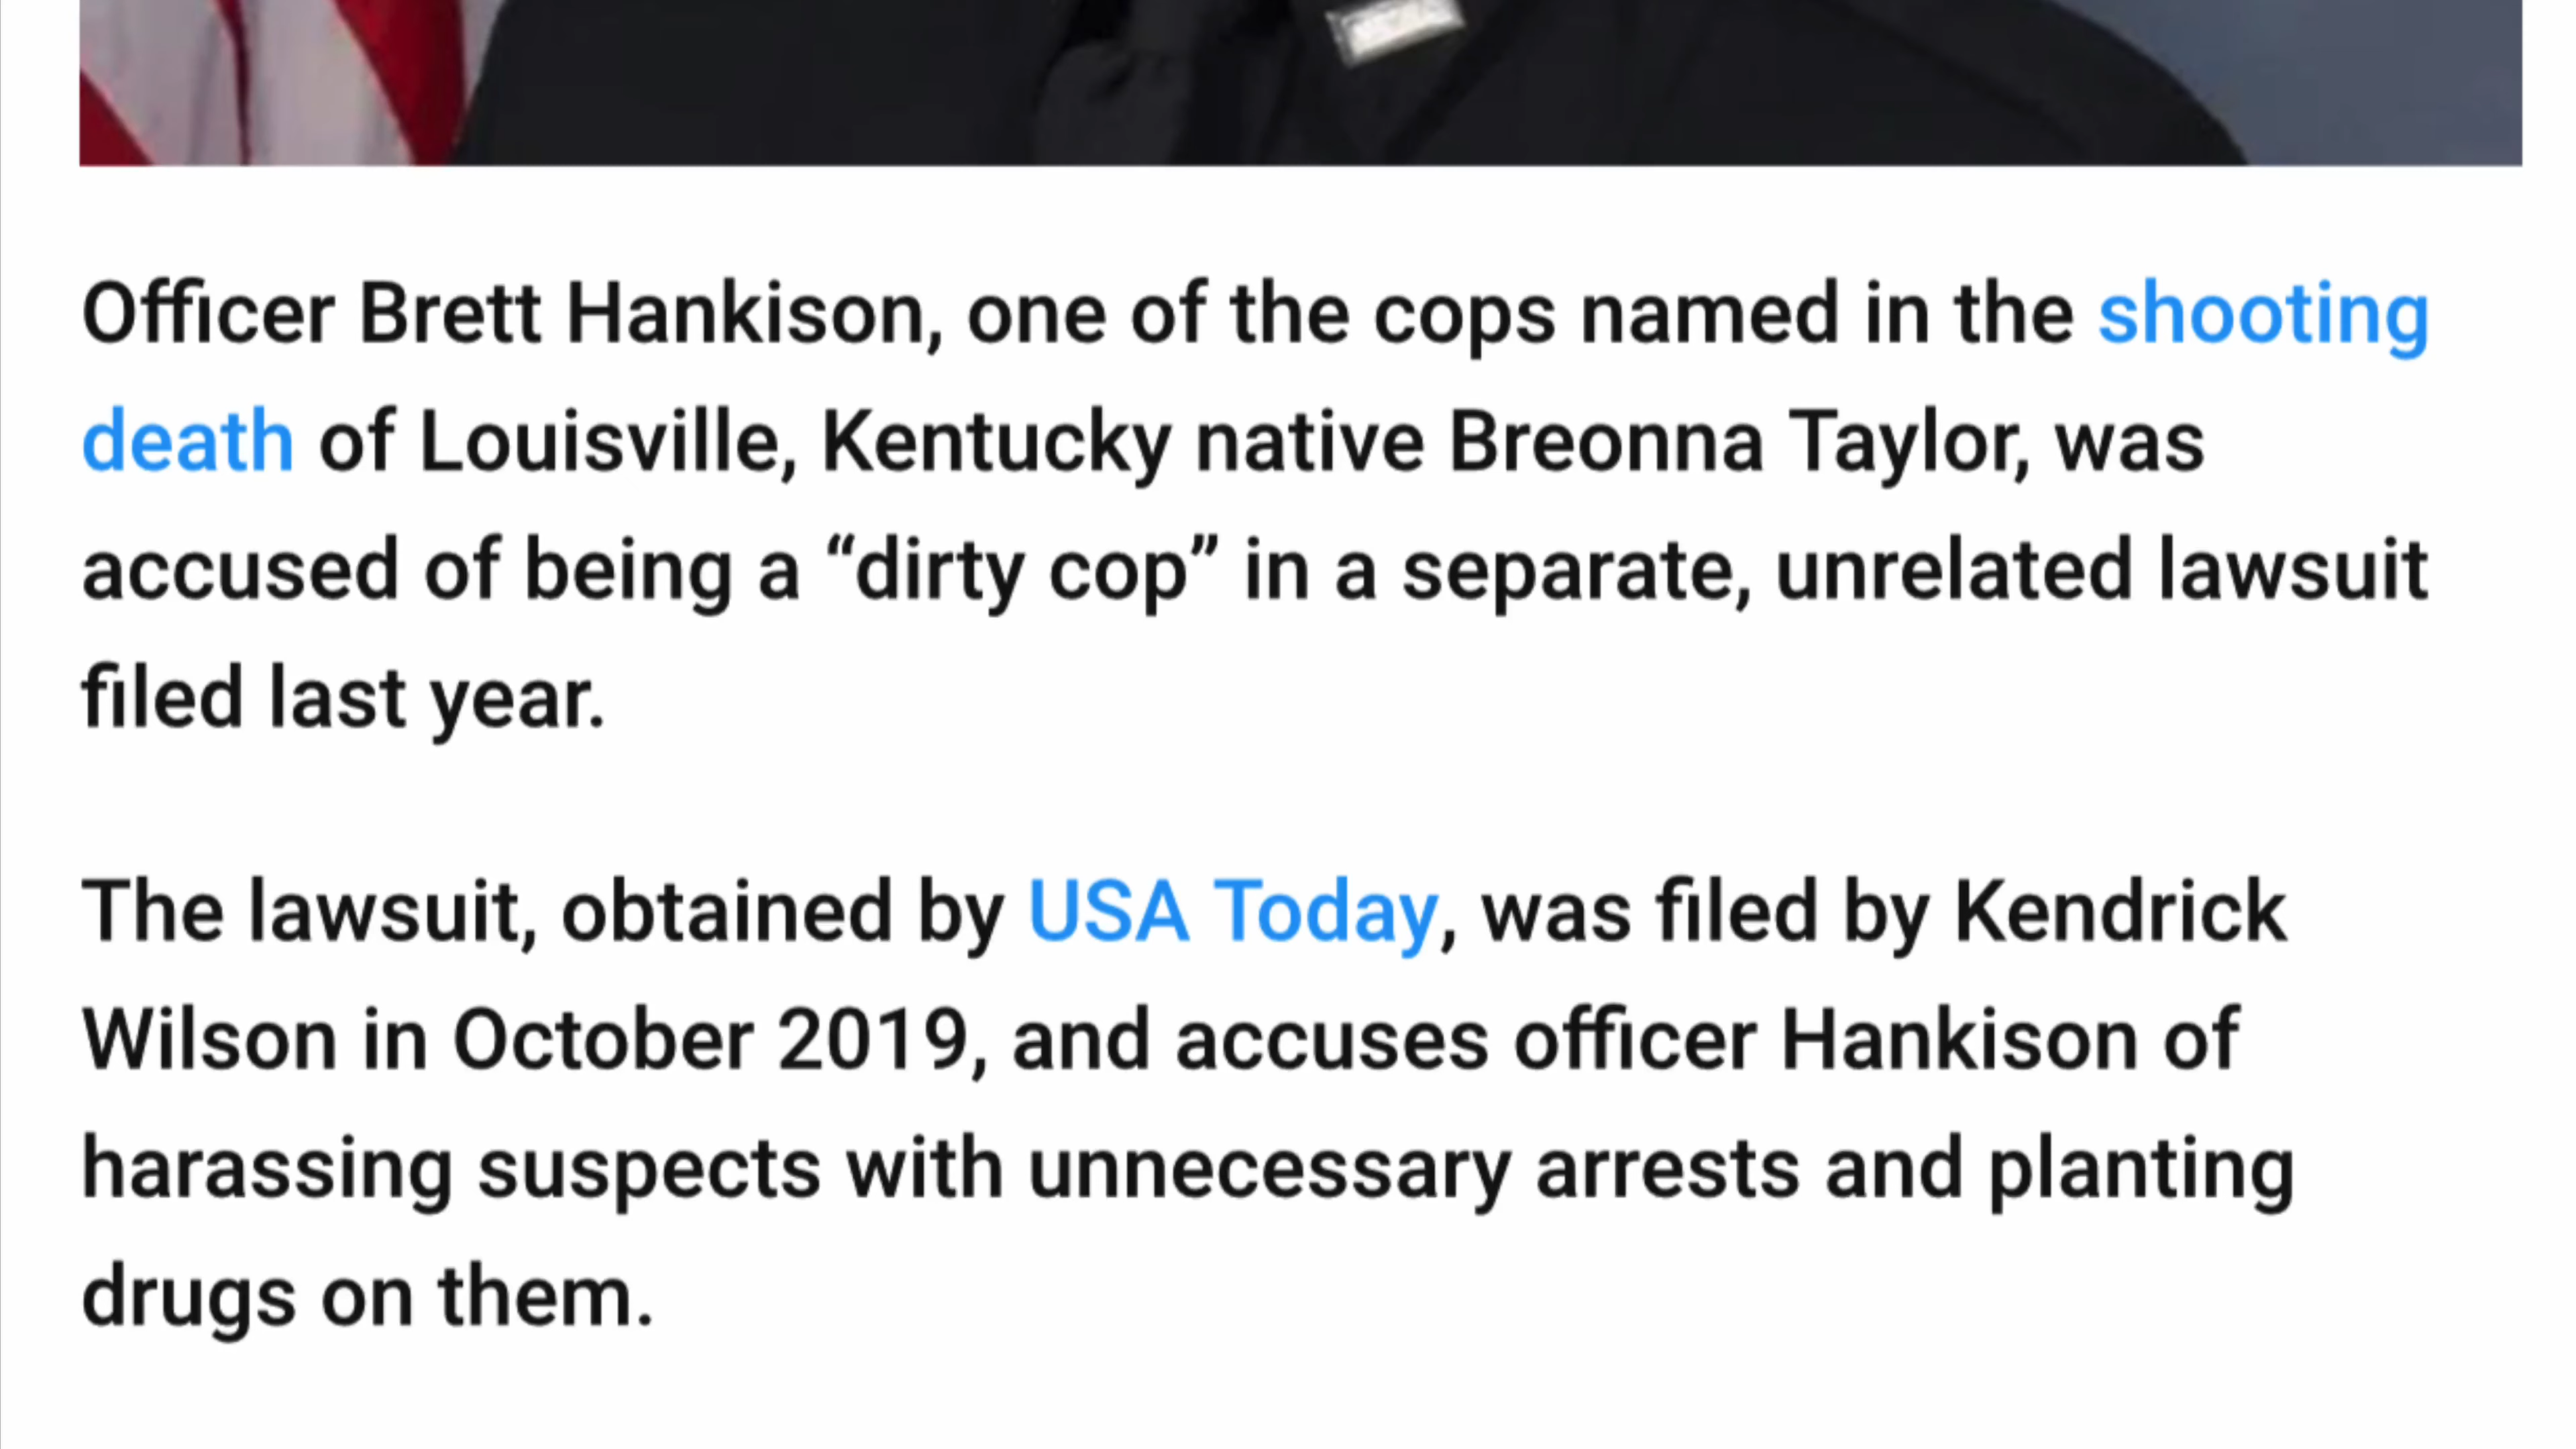 Officer Brett Hankison, one of the cops named in the shooting
death of Louisville, Kentucky native Breonna Taylor, was
accused of being a “dirty cop” in a separate, unrelated lawsuit
filed last year.
The lawsuit, obtained by USA Today, was filed by Kendrick
Wilson in October 2019, and accuses officer Hankison of
harassing suspects with unnecessary arrests and planting
drugs on them.